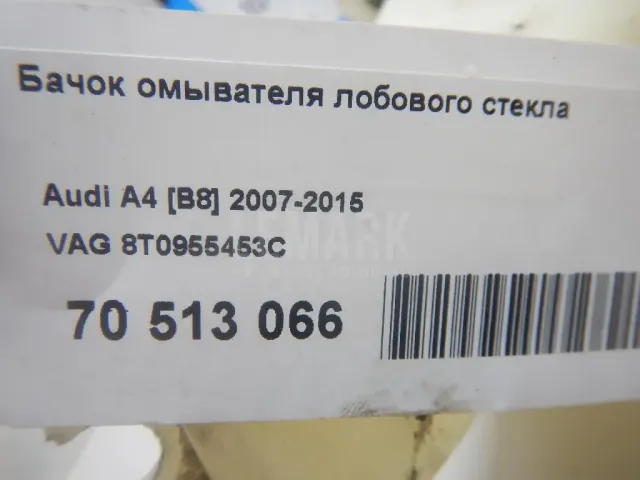 Бачок омывателя лобового стекла
Audi A4 [B8] 2007-2015
VAG 8T0955453C
70 513 066